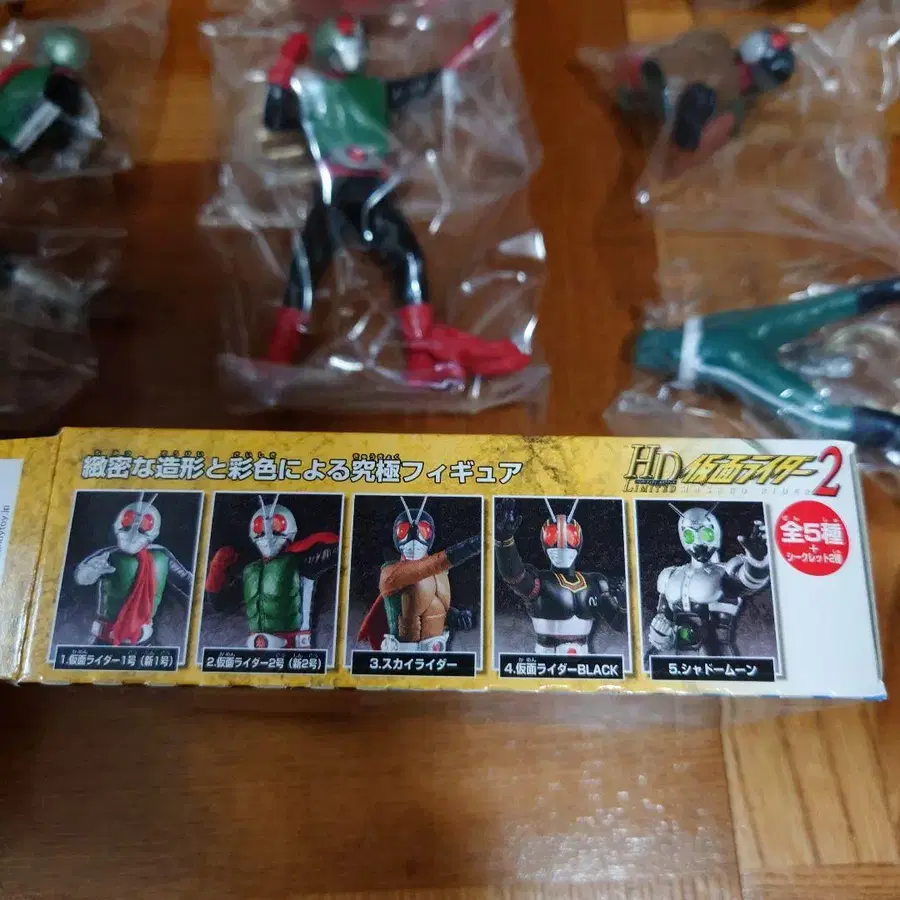 緻密な造形と彩色による究極フィギュア
HD
LIMITED
仮面ライダー2
全5種
+
シークレット2種
1.仮面ライダー1号(新1号)
2.仮面ライダー2号(新2号)
3.スカイライダー
4.仮面ライダーBLACK
5.シャドームーン